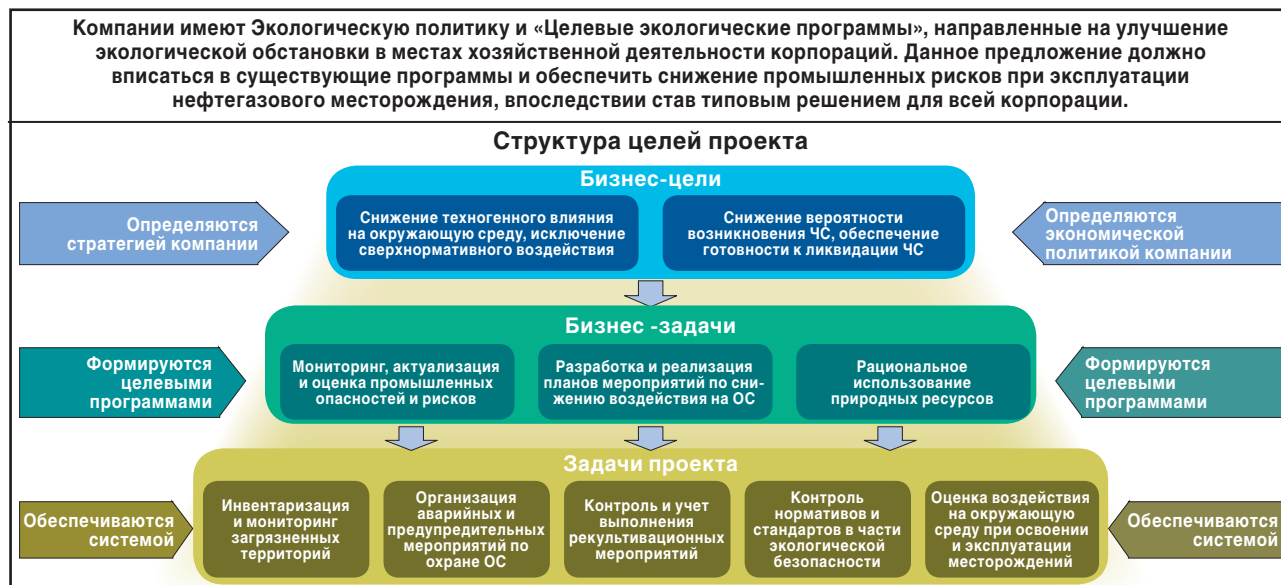 Компании имеют Экологическую политику и «Целевые экологические программы», направленные на улучшение
экологической обстановки в местах хозяйственной деятельности корпораций. Данное предложение должно
вписаться в существующие программы и обеспечить снижение промышленных рисков при эксплуатации
нефтегазового месторождения, впоследствии став типовым решением для всей корпорации.
Структура целей проекта
Бизнес-цели
Определяются
стратегией компании
Снижение техногенного влияния
на окружающую среду, исключение
сверхнормативного воздействия
Снижение вероятности
возникновения ЧС, обеспечение
готовности к ликвидации ЧС
Определяются
экономической
политикой компании
Бизнес -задачи
Формируются
целевыми
программами
Мониторинг, актуализация
и оценка промышленных
опасностей и рисков
Разработка и реализация
планов мероприятий по сни-
жению воздействия на ОС
Рациональное
использование
природных ресурсов
Формируются
целевыми
программами
Задачи проекта
Обеспечиваются
системой
Инвентаризация
и мониторинг
загрязненных
территорий
Организация
аварийных и
предупредительных
мероприятий по
охране ОС
Контроль и учет
выполнения
рекультивационных
мероприятий
Контроль
нормативов и
стандартов в части
экологической
безопасности
Оценка воздействия
на окружающую
среду при освоении
и эксплуатации
месторождений
Обеспечиваются
системой